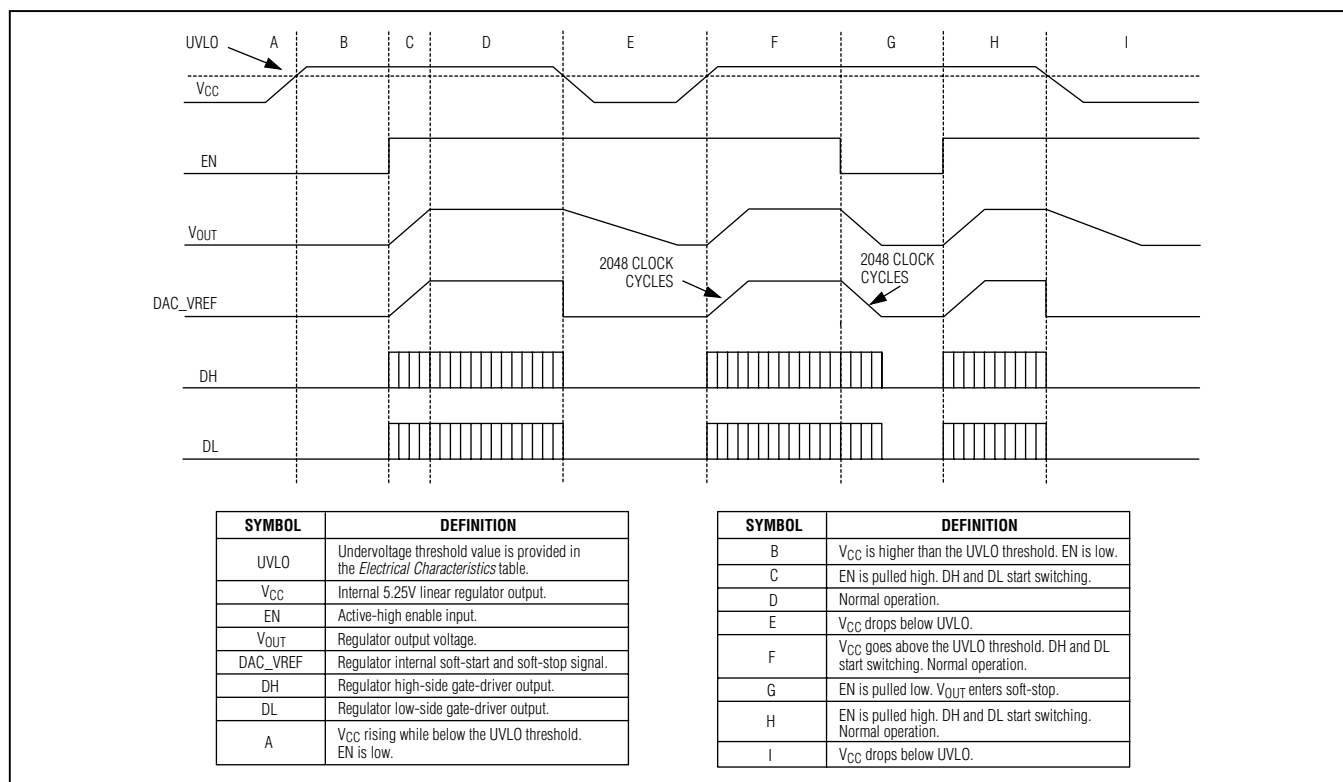 UVLO A B C D E F G H I
VCC
EN
VOUT
2048 CLOCK
CYCLES
2048 CLOCK
CYCLES
DAC_VREF
DH
DL
SYMBOL DEFINITION
UVLO Undervoltage threshold value is provided in
the Electrical Characteristics table.
VCC Internal 5.25V linear regulator output.
EN Active-high enable input.
VOUT Regulator output voltage.
DAC_VREF Regulator internal soft-start and soft-stop signal.
DH Regulator high-side gate-driver output.
DL Regulator low-side gate-driver output.
A VCC rising while below the UVLO threshold.
EN is low.
SYMBOL DEFINITION
B VCC is higher than the UVLO threshold. EN is low.
C EN is pulled high. DH and DL start switching.
D Normal operation.
E VCC drops below UVLO.
F VCC goes above the UVLO threshold. DH and DL
start switching. Normal operation.
G EN is pulled low. VOUT enters soft-stop.
H EN is pulled high. DH and DL start switching.
Normal operation.
I VCC drops below UVLO.